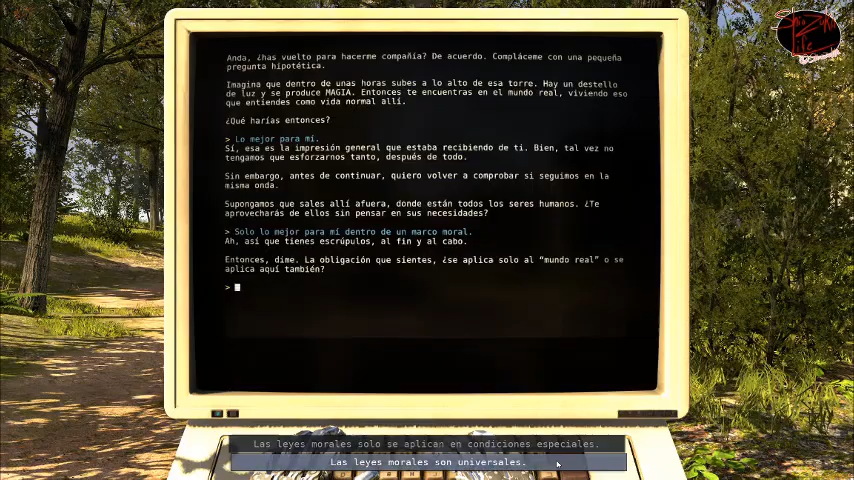 Anda, ¿has vuelto para hacerme compañía? De acuerdo. Compláceme con una pequeña
pregunta hipotética.
Imagina que dentro de unas horas subes a lo alto de esa torre. Hay un destello
de luz y se produce MAGIA. Entonces te encuentras en el mundo real, viviendo eso
que entiendes como vida normal allí.
¿Qué harías entonces?
> Lo mejor para mí.
Sí, esa es la impresión general que estaba recibiendo de ti. Bien, tal vez no
tengamos que esforzarnos tanto, después de todo.
Sin embargo, antes de continuar, quiero volver a comprobar si seguimos en la
misma onda.
Supongamos que sales allí afuera, donde están todos los seres humanos. ¿Te
aprovecharás de ellos sin pensar en sus necesidades?
> Solo lo mejor para mí dentro de un marco moral.
Ah, así que tienes escrúpulos, al fin y al cabo.
Entonces, dime. La obligación que sientes, ¿se aplica solo al “mundo real” o se
aplica aquí también?
>
Las leyes morales solo se aplican en condiciones especiales.
Las leyes morales son universales.